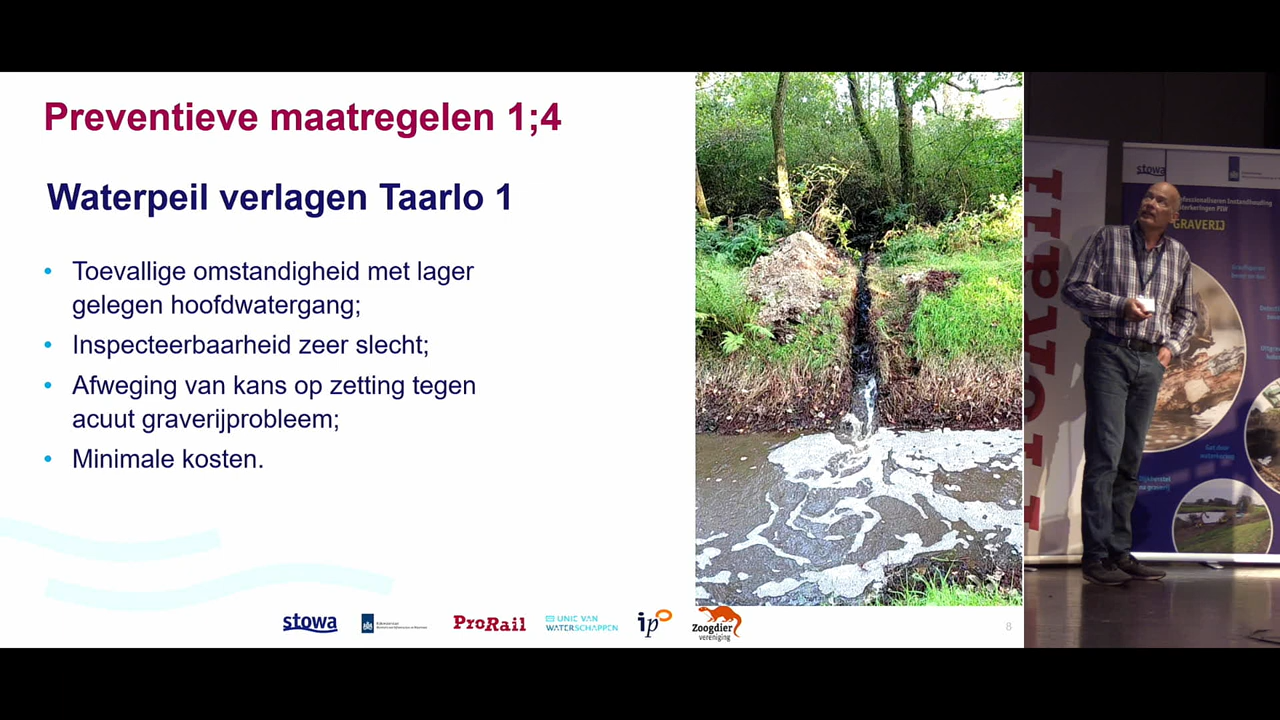 Preventieve maatregelen 1;4
Waterpeil verlagen Taarlo 1
• Toevallige omstandigheid met lager
gelegen hoofdwatergang;
• Inspecteerbaarheid zeer slecht;
• Afweging van kans op zetting tegen
acuut graverijprobleem;
• Minimale kosten.
stowa
ProRail
UNIE VAN
WATERSCHAPPEN
ip
Zoogdier
vereniging
8
ProRail
stowa
GRAVERIJ